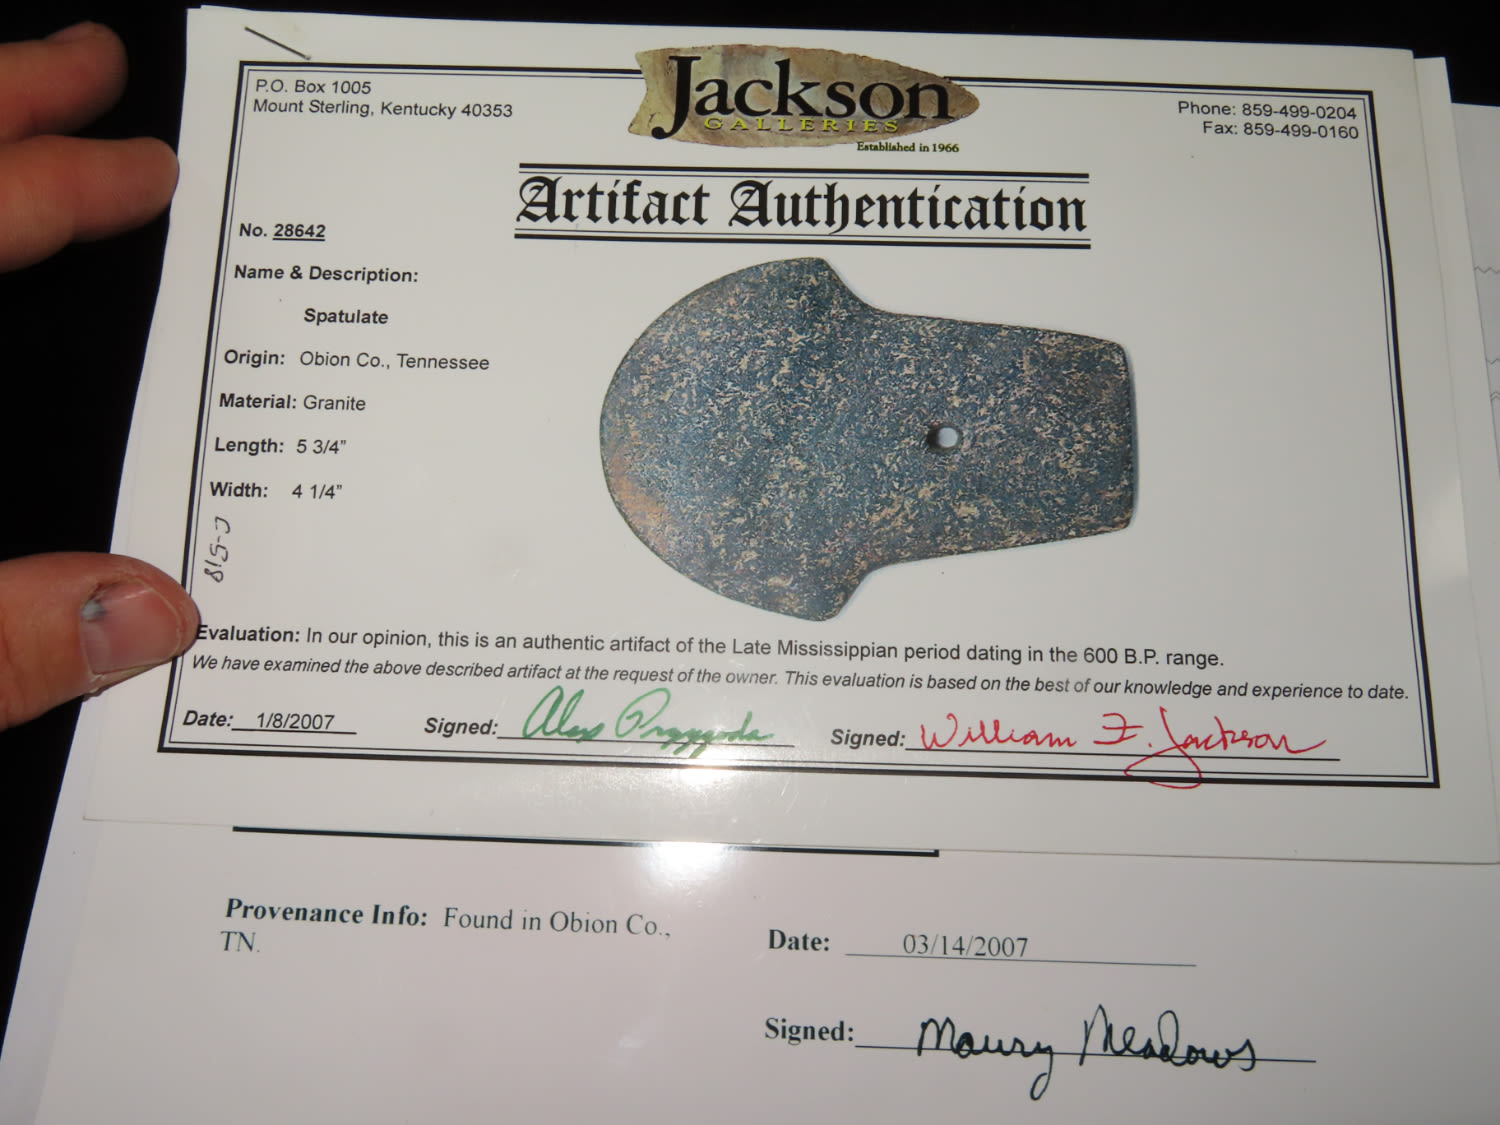 P.O. Box 1005
Mount Sterling, Kentucky 40353
Jackson
GALLERIES
Established in 1966
Phone: 859-499-0204
Fax: 859-499-0160
Artifact Authentication
No. 28642
Name & Description:
Spatulate
Origin: Obion Co., Tennessee
Material: Granite
Length: 5 3/4”
Width: 4 1/4”
Evaluation: In our opinion, this is an authentic artifact of the Late Mississippian period dating in the 600 B.P. range.
We have examined the above described artifact at the request of the owner. This evaluation is based on the best of our knowledge and experience to date.
Date: 1/8/2007 Signed: Alex Przygoda Signed: William F. Jackson
Provenance Info: Found in Obion Co.,
TN.
Date: 03/14/2007
Signed: Maury Meadows